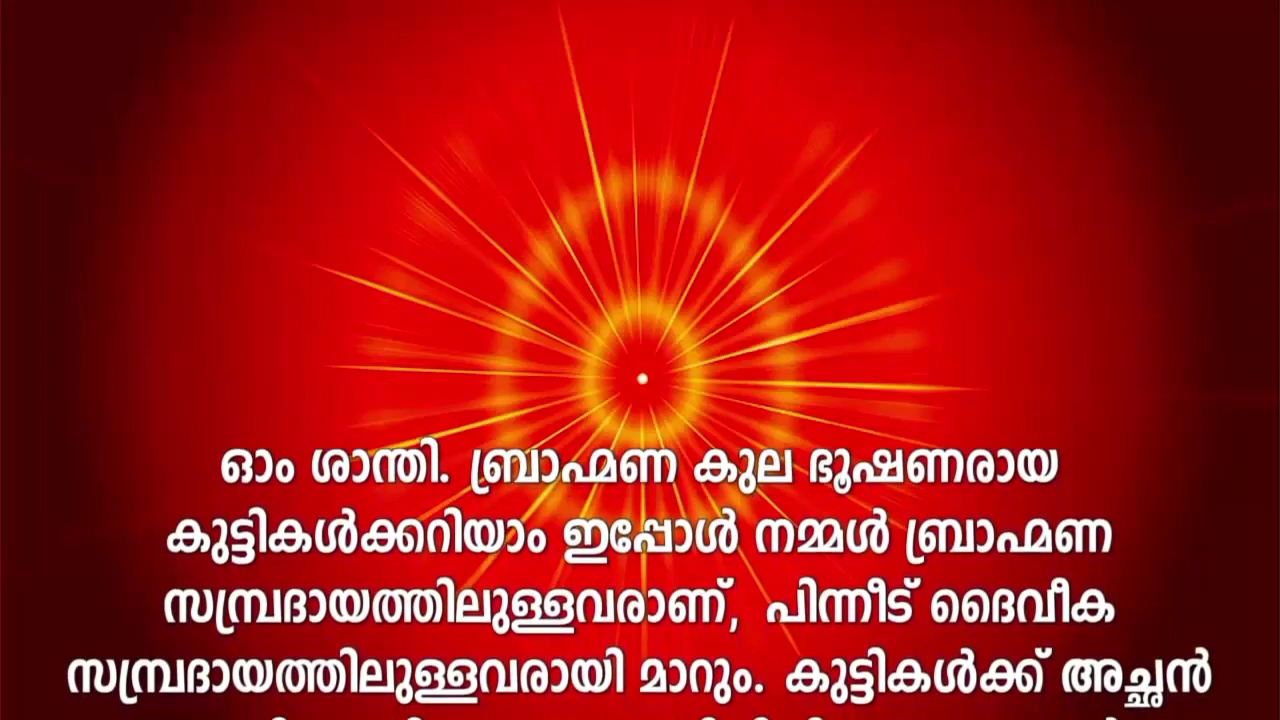 ഓം ശാന്തി. ബ്രാഹ്മണ കുല ഭൂഷണരായ
കുട്ടികൾക്കറിയാം ഇപ്പോൾ നമ്മൾ ബ്രാഹ്മണ
സമ്പ്രദായത്തിലുള്ളവരാണ്, പിന്നീട് ദൈവീക
സമ്പ്രദായത്തിലുള്ളവരായി മാറും. കുട്ടികൾക്ക് അച്ഛൻ